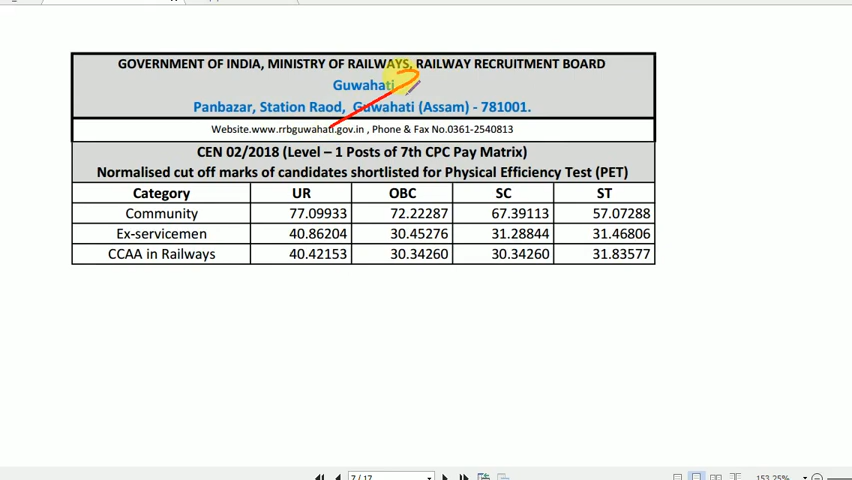 GOVERNMENT OF INDIA, MINISTRY OF RAILWAYS, RAILWAY RECRUITMENT BOARD
Guwahati
Panbazar, Station Raod, Guwahati (Assam) - 781001.
Website.www.rrbguwahati.gov.in , Phone & Fax No.0361-2540813
CEN 02/2018 (Level – 1 Posts of 7th CPC Pay Matrix)
Normalised cut off marks of candidates shortlisted for Physical Efficiency Test (PET)
Category UR OBC SC ST
Community 77.09933 72.22287 67.39113 57.07288
Ex-servicemen 40.86204 30.45276 31.28844 31.46806
CCAA in Railways 40.42153 30.34260 30.34260 31.83577
7 / 17 153.25%